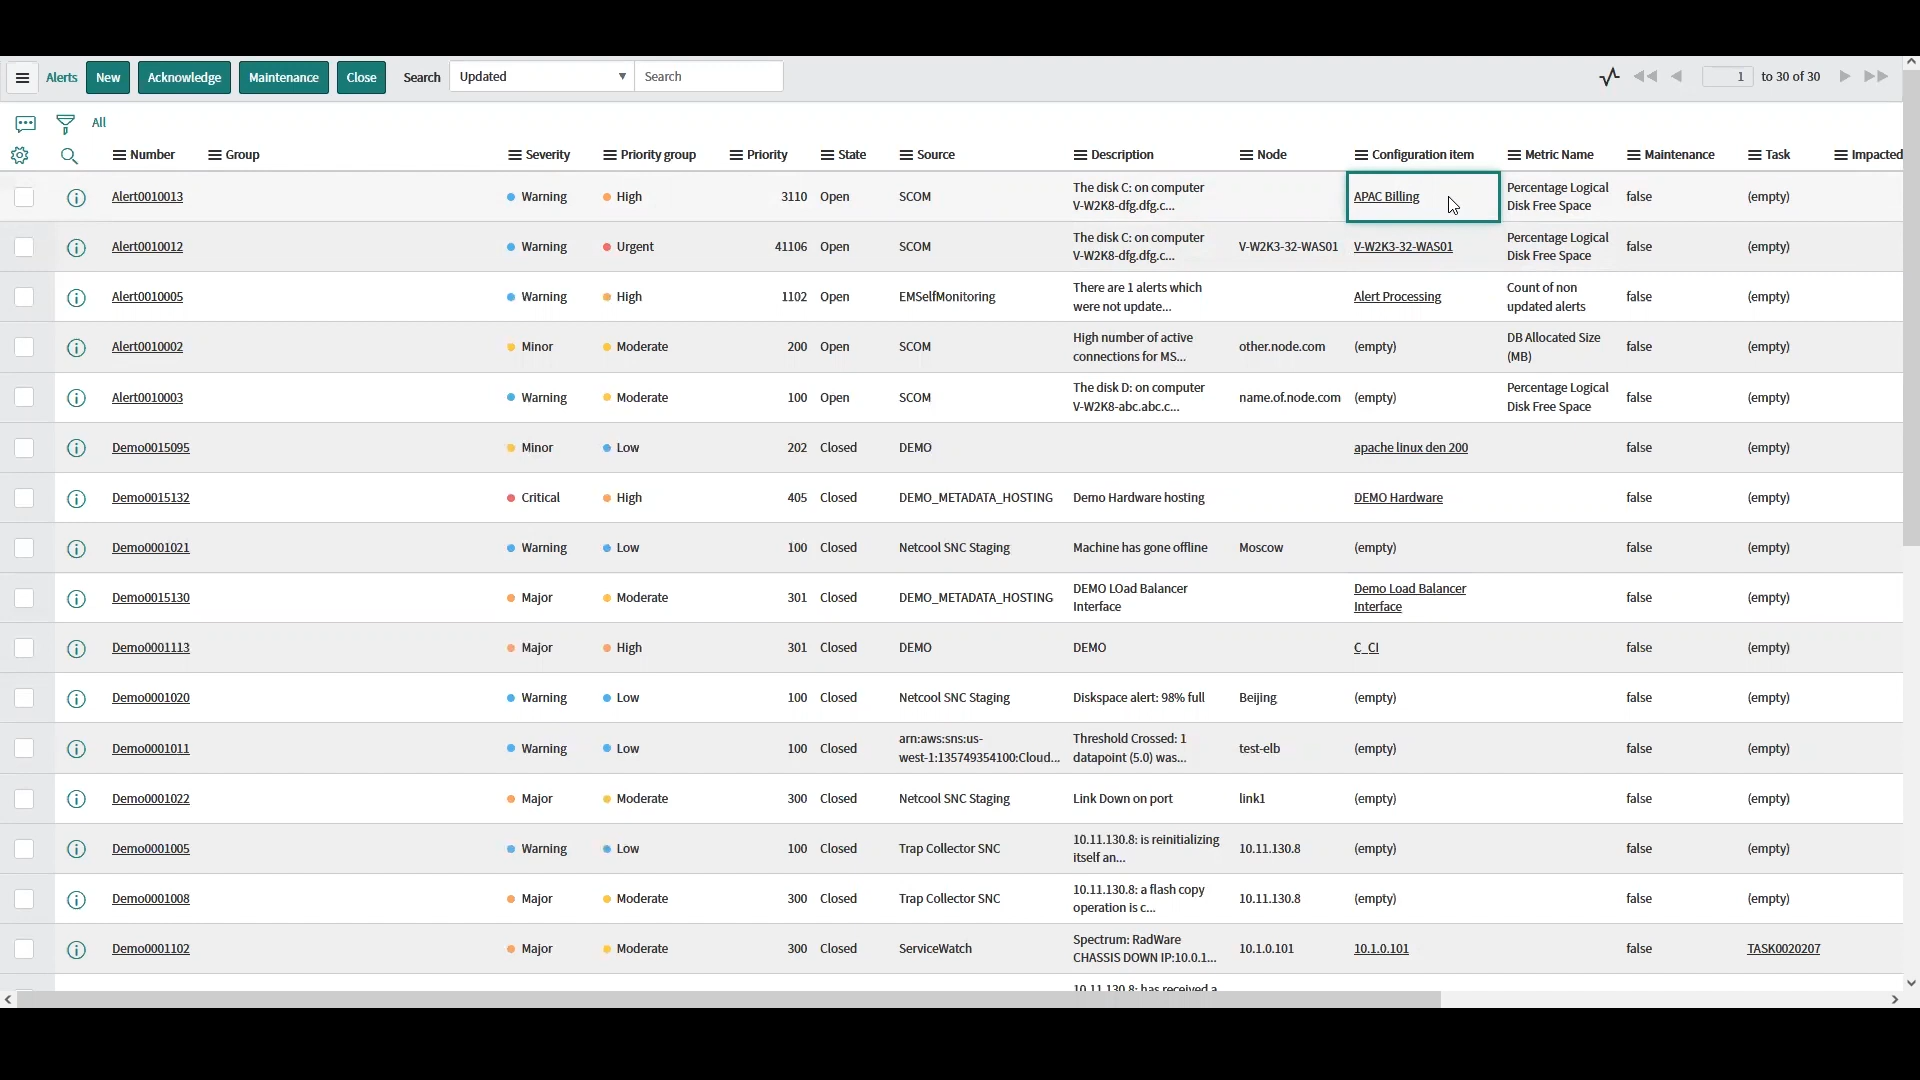 Alerts New Acknowledge Maintenance Close Search Updated Search 1 to 30 of 30
All
Number Group Severity Priority group Priority State Source Description Node Configuration item Metric Name Maintenance Task Impacted
Alert0010013 Warning High 3110 Open SCOM The disk C: on computer V-W2K8-dfg.dfg.c... APAC Billing Percentage Logical Disk Free Space false (empty)
Alert0010012 Warning Urgent 41106 Open SCOM The disk C: on computer V-W2K8-dfg.dfg.c... V-W2K3-32-WAS01 V-W2K3-32-WAS01 Percentage Logical Disk Free Space false (empty)
Alert0010005 Warning High 1102 Open EMSelfMonitoring There are 1 alerts which were not update... Alert Processing Count of non updated alerts false (empty)
Alert0010002 Minor Moderate 200 Open SCOM High number of active connections for MS... other.node.com (empty) DB Allocated Size (MB) false (empty)
Alert0010003 Warning Moderate 100 Open SCOM The disk D: on computer V-W2K8-abc.abc.c... name.of.node.com (empty) Percentage Logical Disk Free Space false (empty)
Demo0015095 Minor Low 202 Closed DEMO apache linux den 200 false (empty)
Demo0015132 Critical High 405 Closed DEMO_METADATA_HOSTING Demo Hardware hosting DEMO Hardware false (empty)
Demo0001021 Warning Low 100 Closed Netcool SNC Staging Machine has gone offline Moscow (empty) false (empty)
Demo0015130 Major Moderate 301 Closed DEMO_METADATA_HOSTING DEMO LOad Balancer Interface Demo Load Balancer Interface false (empty)
Demo0001113 Major High 301 Closed DEMO DEMO C_CI false (empty)
Demo0001020 Warning Low 100 Closed Netcool SNC Staging Diskspace alert: 98% full Beijing (empty) false (empty)
Demo0001011 Warning Low 100 Closed arn:aws:sns:us-west-1:135749354100:Cloud... Threshold Crossed: 1 datapoint (5.0) was... test-elb (empty) false (empty)
Demo0001022 Major Moderate 300 Closed Netcool SNC Staging Link Down on port link1 (empty) false (empty)
Demo0001005 Warning Low 100 Closed Trap Collector SNC 10.11.130.8: is reinitializing itself an... 10.11.130.8 (empty) false (empty)
Demo0001008 Major Moderate 300 Closed Trap Collector SNC 10.11.130.8: a flash copy operation is c... 10.11.130.8 (empty) false (empty)
Demo0001102 Major Moderate 300 Closed ServiceWatch Spectrum: RadWare CHASSIS DOWN IP:10.0.1... 10.1.0.101 10.1.0.101 false TASK0020207
10.11.130.8: has received a